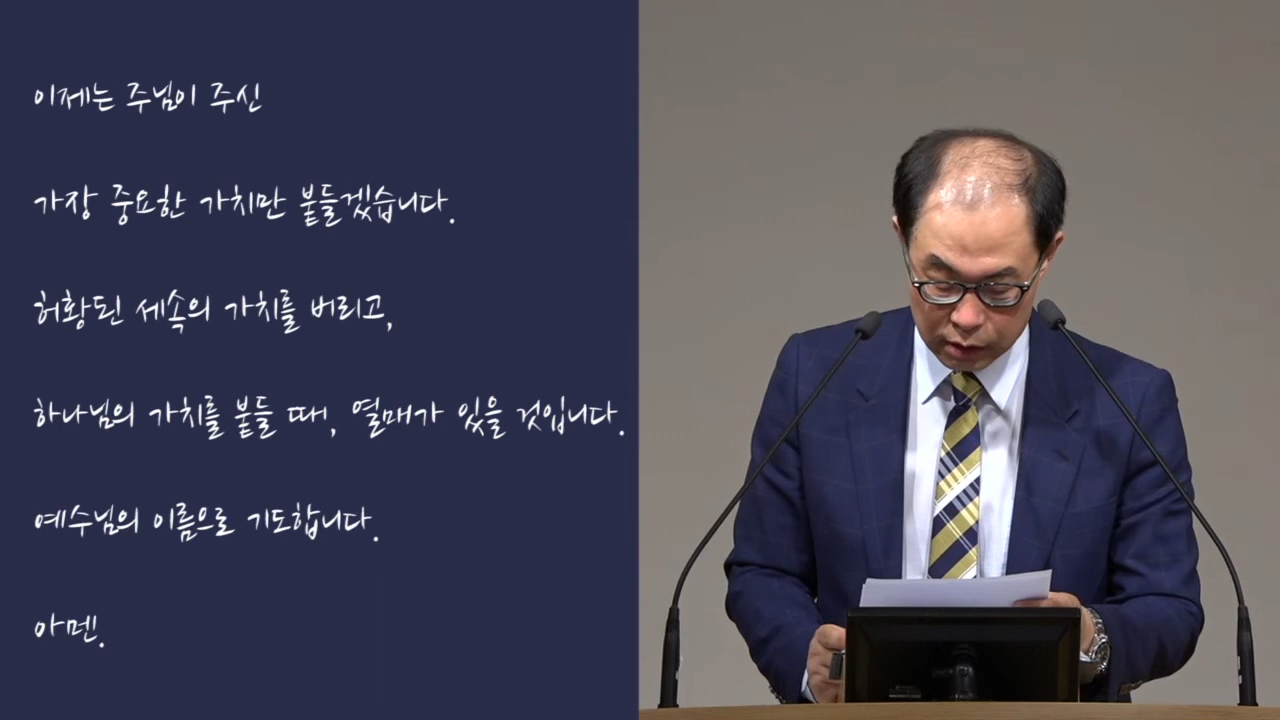 이제는 주님이 주신
가장 중요한 가치만 붙들겠습니다.
허황된 세속의 가치를 버리고,
하나님의 가치를 붙들 때, 열매가 있을 것입니다.
예수님의 이름으로 기도합니다.
아멘.